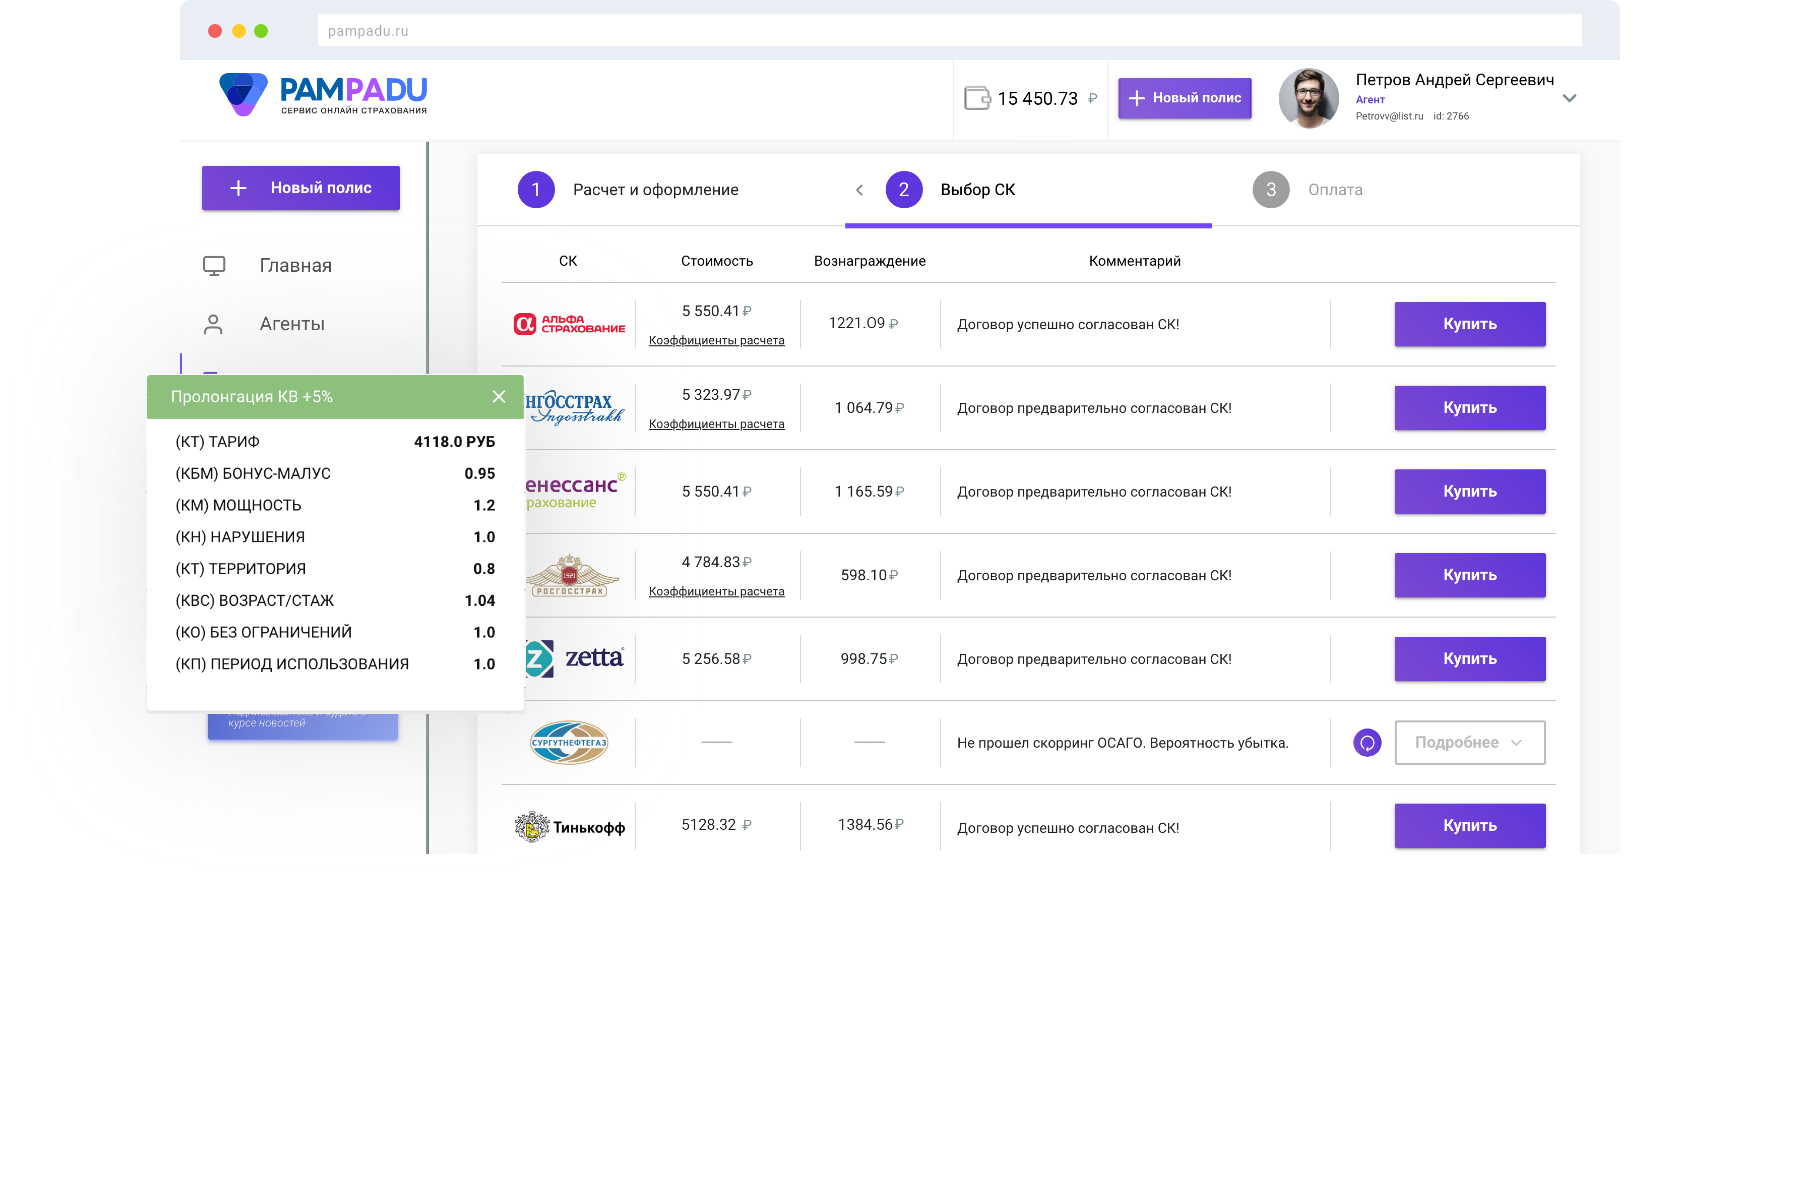 pampadu.ru
PAMPADU
СЕРВИС ОНЛАЙН СТРАХОВАНИЯ
15 450.73 ₽
Новый полис
Петров Андрей Сергеевич
Агент
Petrovv@list.ru id: 2766
Новый полис
Главная
Агенты
1 Расчет и оформление
2 Выбор СК
3 Оплата
СК Стоимость Вознаграждение Комментарий
АЛЬФА
СТРАХОВАНИЕ
5 550.41 ₽
Коэффициенты расчета
1221.09 ₽
Договор успешно согласован СК!
Купить
НГОССТРАХ
Ingosstrakh
5 323.97 ₽
Коэффициенты расчета
1 064.79 ₽
Договор предварительно согласован СК!
Купить
енессанс
рахование
5 550.41 ₽
1 165.59 ₽
Договор предварительно согласован СК!
Купить
1921
РОСГОССТРАХ
4 784.83 ₽
Коэффициенты расчета
598.10 ₽
Договор предварительно согласован СК!
Купить
Z zetta
5 256.58 ₽
998.75 ₽
Договор предварительно согласован СК!
Купить
СУРГУТНЕФТЕГАЗ
Не прошел скорринг ОСАГО. Вероятность убытка.
Подробнее
Тинькофф
5128.32 ₽
1384.56 ₽
Договор успешно согласован СК!
Купить
Пролонгация КВ +5%
(КТ) ТАРИФ 4118.0 РУБ
(КБМ) БОНУС-МАЛУС 0.95
(КМ) МОЩНОСТЬ 1.2
(КН) НАРУШЕНИЯ 1.0
(КТ) ТЕРРИТОРИЯ 0.8
(КВС) ВОЗРАСТ/СТАЖ 1.04
(КО) БЕЗ ОГРАНИЧЕНИЙ 1.0
(КП) ПЕРИОД ИСПОЛЬЗОВАНИЯ 1.0
курсе новостей